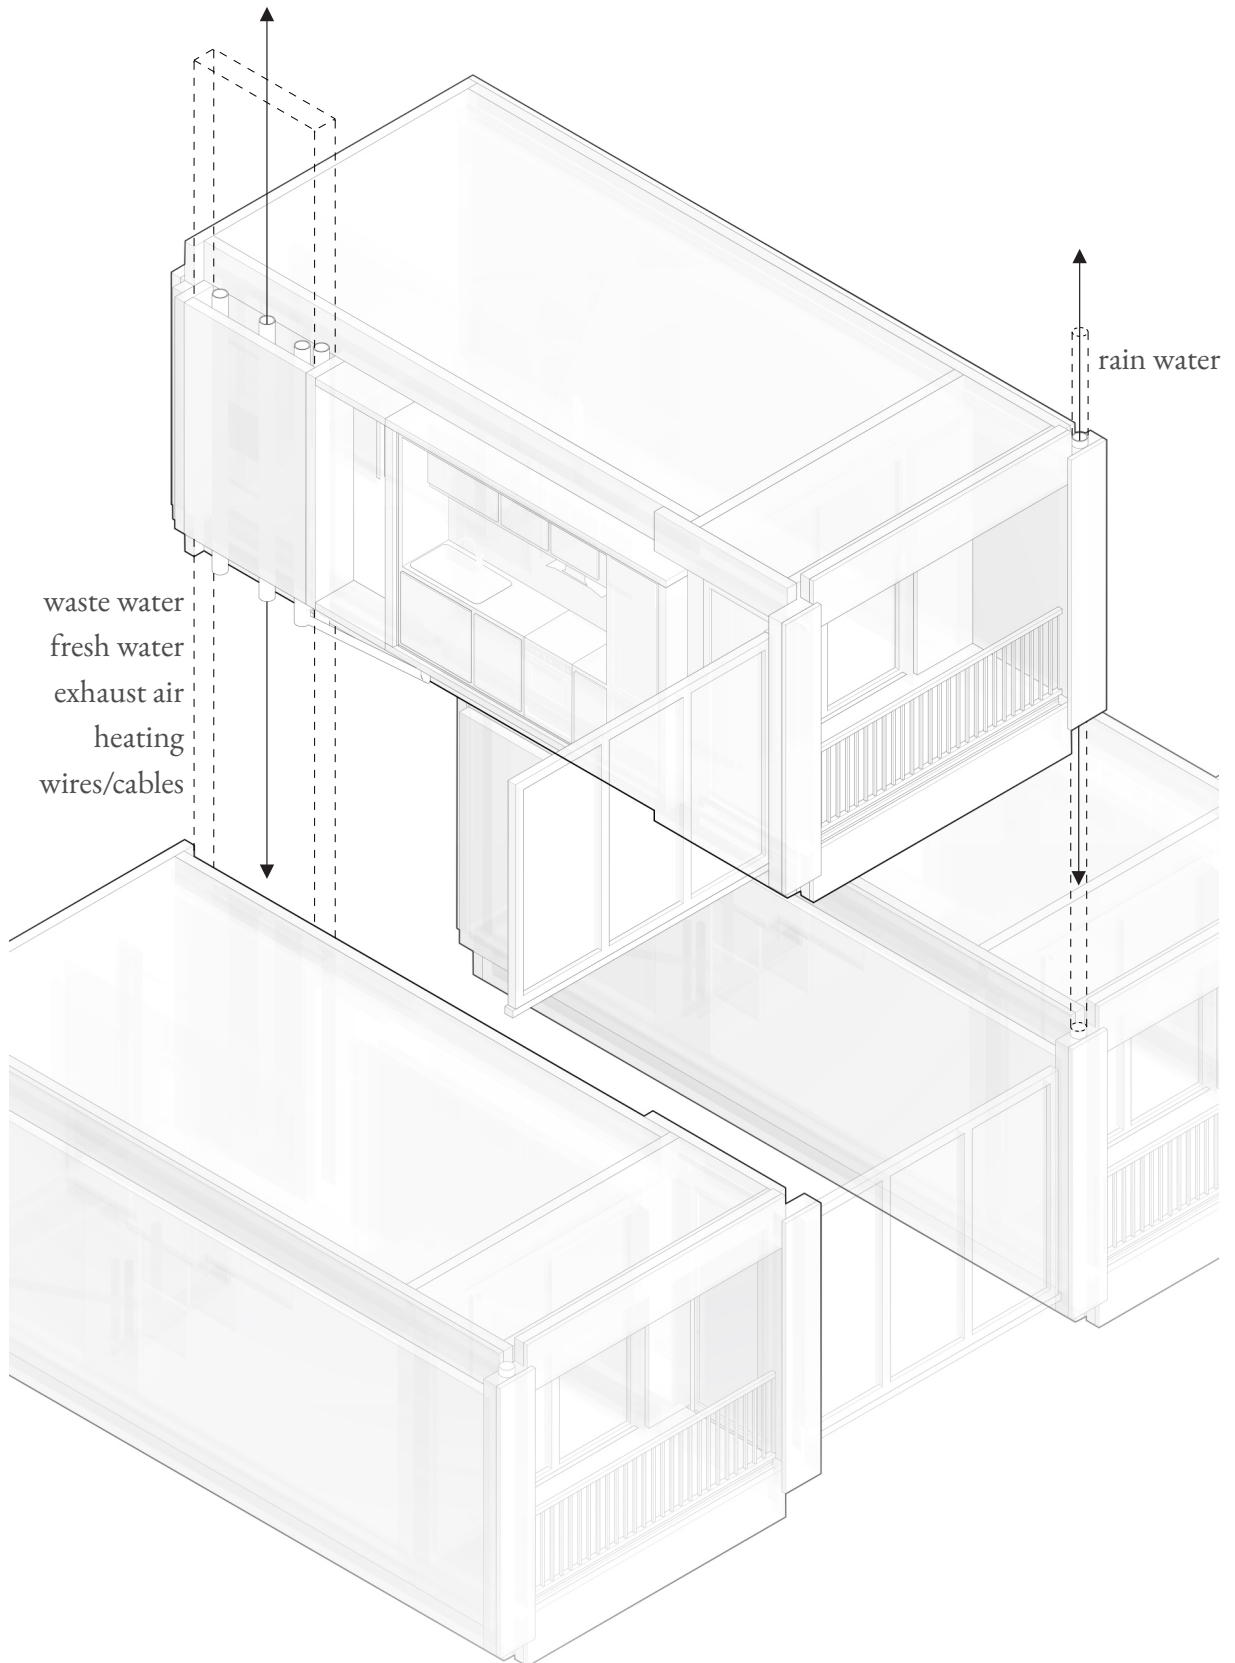 rain water
waste water
fresh water
exhaust air
heating
wires/cables